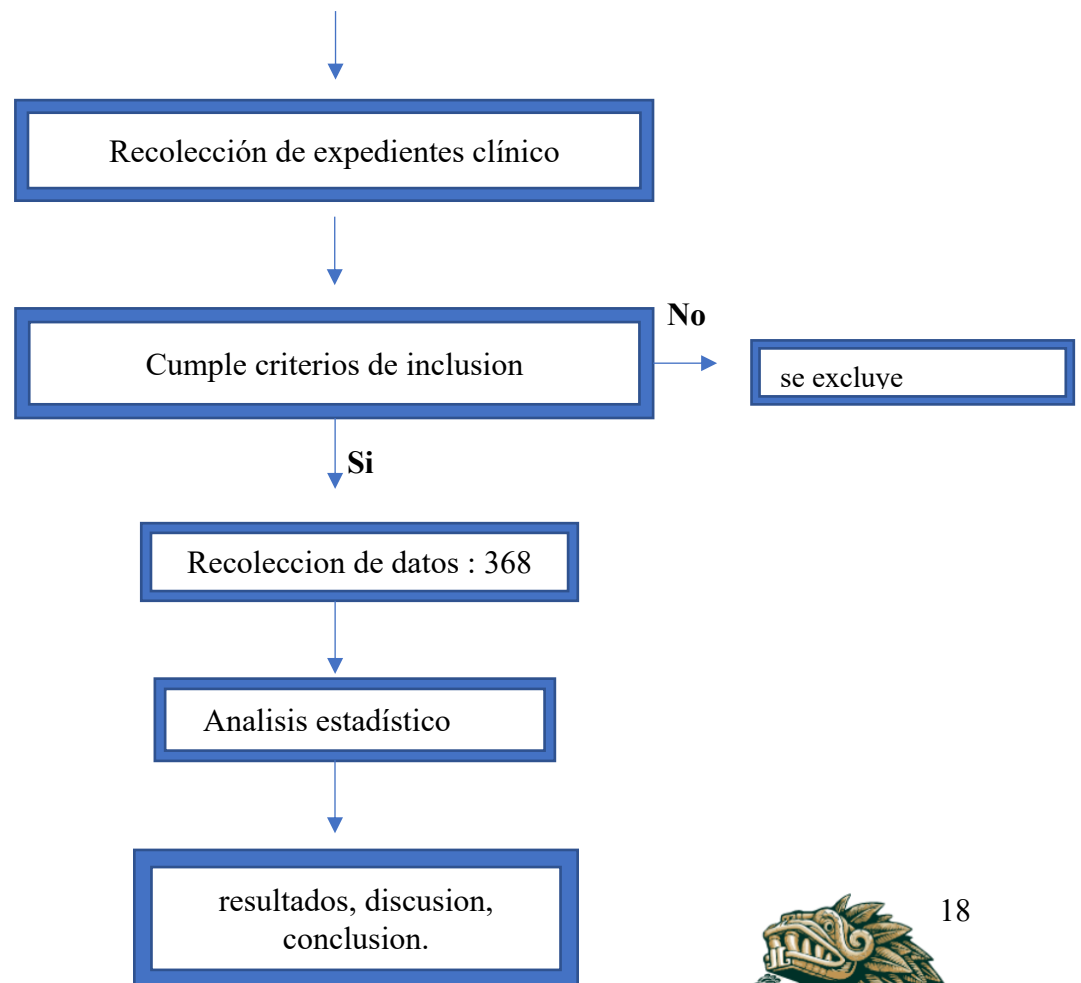 Recolección de expedientes clínico
No
Cumple criterios de inclusion
se excluye
Si
Recoleccion de datos : 368
Analisis estadístico
resultados, discusion,
conclusion.
18